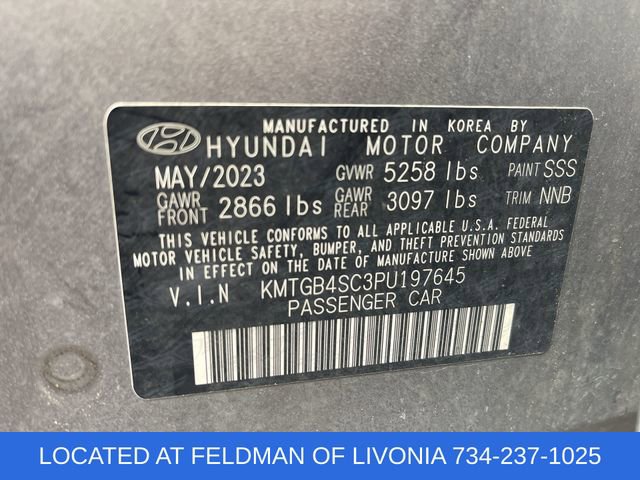 MANUFACTURED IN KOREA BY
HYUNDAI MOTOR COMPANY
MAY/2023 GVWR 5258 lbs PAINT SSS
GAWR FRONT 2866 lbs GAWR REAR 3097 lbs TRIM NNB
THIS VEHICLE CONFORMS TO ALL APPLICABLE U.S.A. FEDERAL
MOTOR VEHICLE SAFETY, BUMPER, AND THEFT PREVENTION STANDARDS
IN EFFECT ON THE DATE OF MANUFACTURE SHOWN ABOVE
V.I.N KMTGB4SC3PU197645
PASSENGER CAR
LOCATED AT FELDMAN OF LIVONIA 734-237-1025